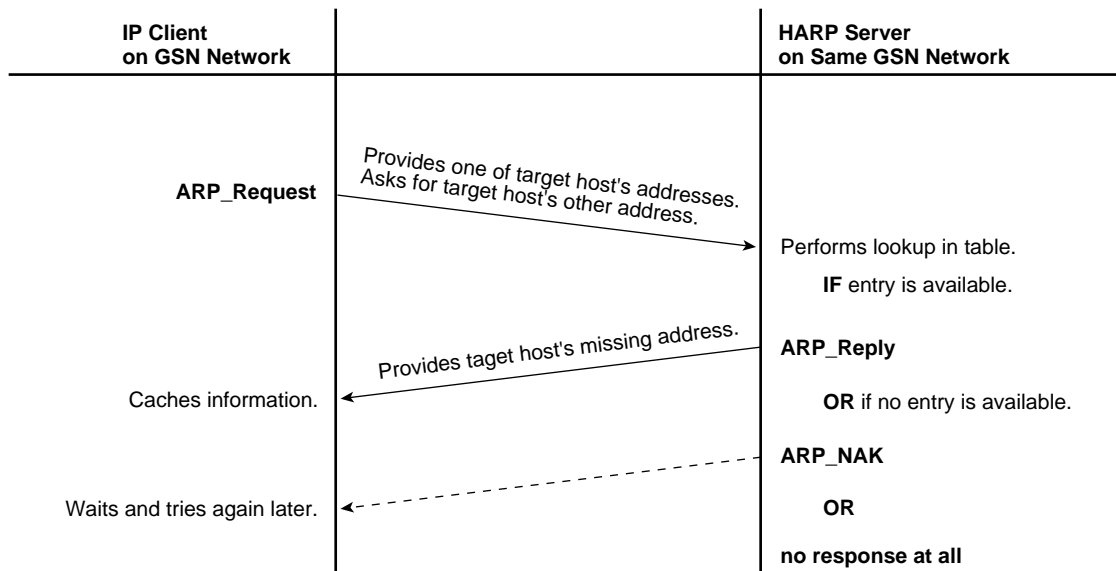 IP Client
on GSN Network
HARP Server
on Same GSN Network
Provides one of target host's addresses.
Asks for target host's other address.
ARP_Request
Performs lookup in table.
IF entry is available.
Provides taget host's missing address.
ARP_Reply
Caches information.
OR if no entry is available.
ARP_NAK
Waits and tries again later.
OR
no response at all